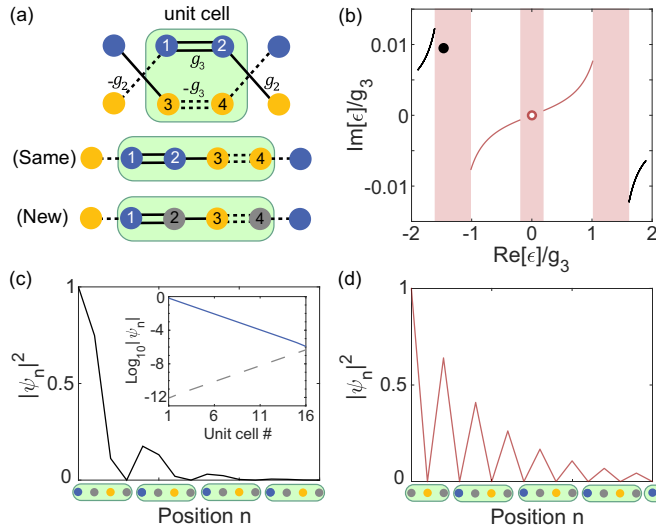 (a)
unit cell
1 2
g₃
-g₂
-g₃
g₂
3 4
(Same)
1 2 3 4
(New)
1 2 3 4
(b)
Im[ϵ]/g₃
0.01
0
-0.01
-2 -1 0 1 2
Re[ϵ]/g₃
(c)
|ψₙ|²
1
0.5
0
Log₁₀|ψₙ|
0
-4
-8
-12
1 6 11 16
Unit cell #
Position n
(d)
|ψₙ|²
1
0.5
0
Position n